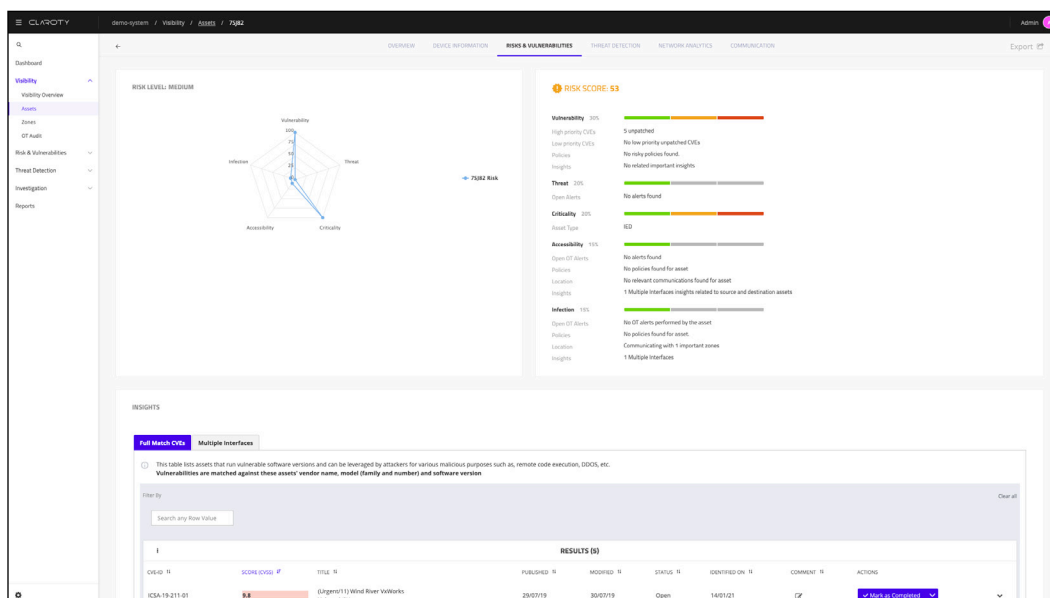 CLAROTY
demo-system / Visibility / Assets / 7SJ82
Admin
OVERVIEW DEVICE INFORMATION RISKS & VULNERABILITIES THREAT DETECTION NETWORK ANALYTICS COMMUNICATION
Export
Dashboard
Visibility
Visibility Overview
Assets
Zones
OT Audit
Risk & Vulnerabilities
Threat Detection
Investigation
Reports
RISK LEVEL: MEDIUM
Vulnerability
100
75
50
25
0
Infection
Threat
Accessibility
Criticality
7SJ82 Risk
RISK SCORE: 53
Vulnerability 30%
High priority CVEs 5 unpatched
Low priority CVEs No low priority unpatched CVEs
Policies No risky policies found.
Insights No related important insights
Threat 20%
Open Alerts No alerts found
Criticality 20%
Asset Type IED
Accessibility 15%
Open OT Alerts No alerts found
Policies No policies found for asset
Location No relevant communications found for asset
Insights 1 Multiple Interfaces insights related to source and destination assets
Infection 15%
Open OT Alerts No OT alerts performed by the asset
Policies No policies found for asset.
Location Communicating with 1 important zones
Insights 1 Multiple Interfaces
INSIGHTS
Full Match CVEs Multiple Interfaces
This table lists assets that run vulnerable software versions and can be leveraged by attackers for various malicious purposes such as, remote code execution, DDOS, etc.
Vulnerabilities are matched against these assets' vendor name, model (family and number) and software version
Filter By
Clear all
Search any Row Value
RESULTS (5)
CVE-ID SCORE (CVSS) TITLE PUBLISHED MODIFIED STATUS IDENTIFIED ON COMMENT ACTIONS
ICSA-19-211-01 9.8 (Urgent/11) Wind River VxWorks 29/07/19 30/07/19 Open 14/01/21 Mark as Completed